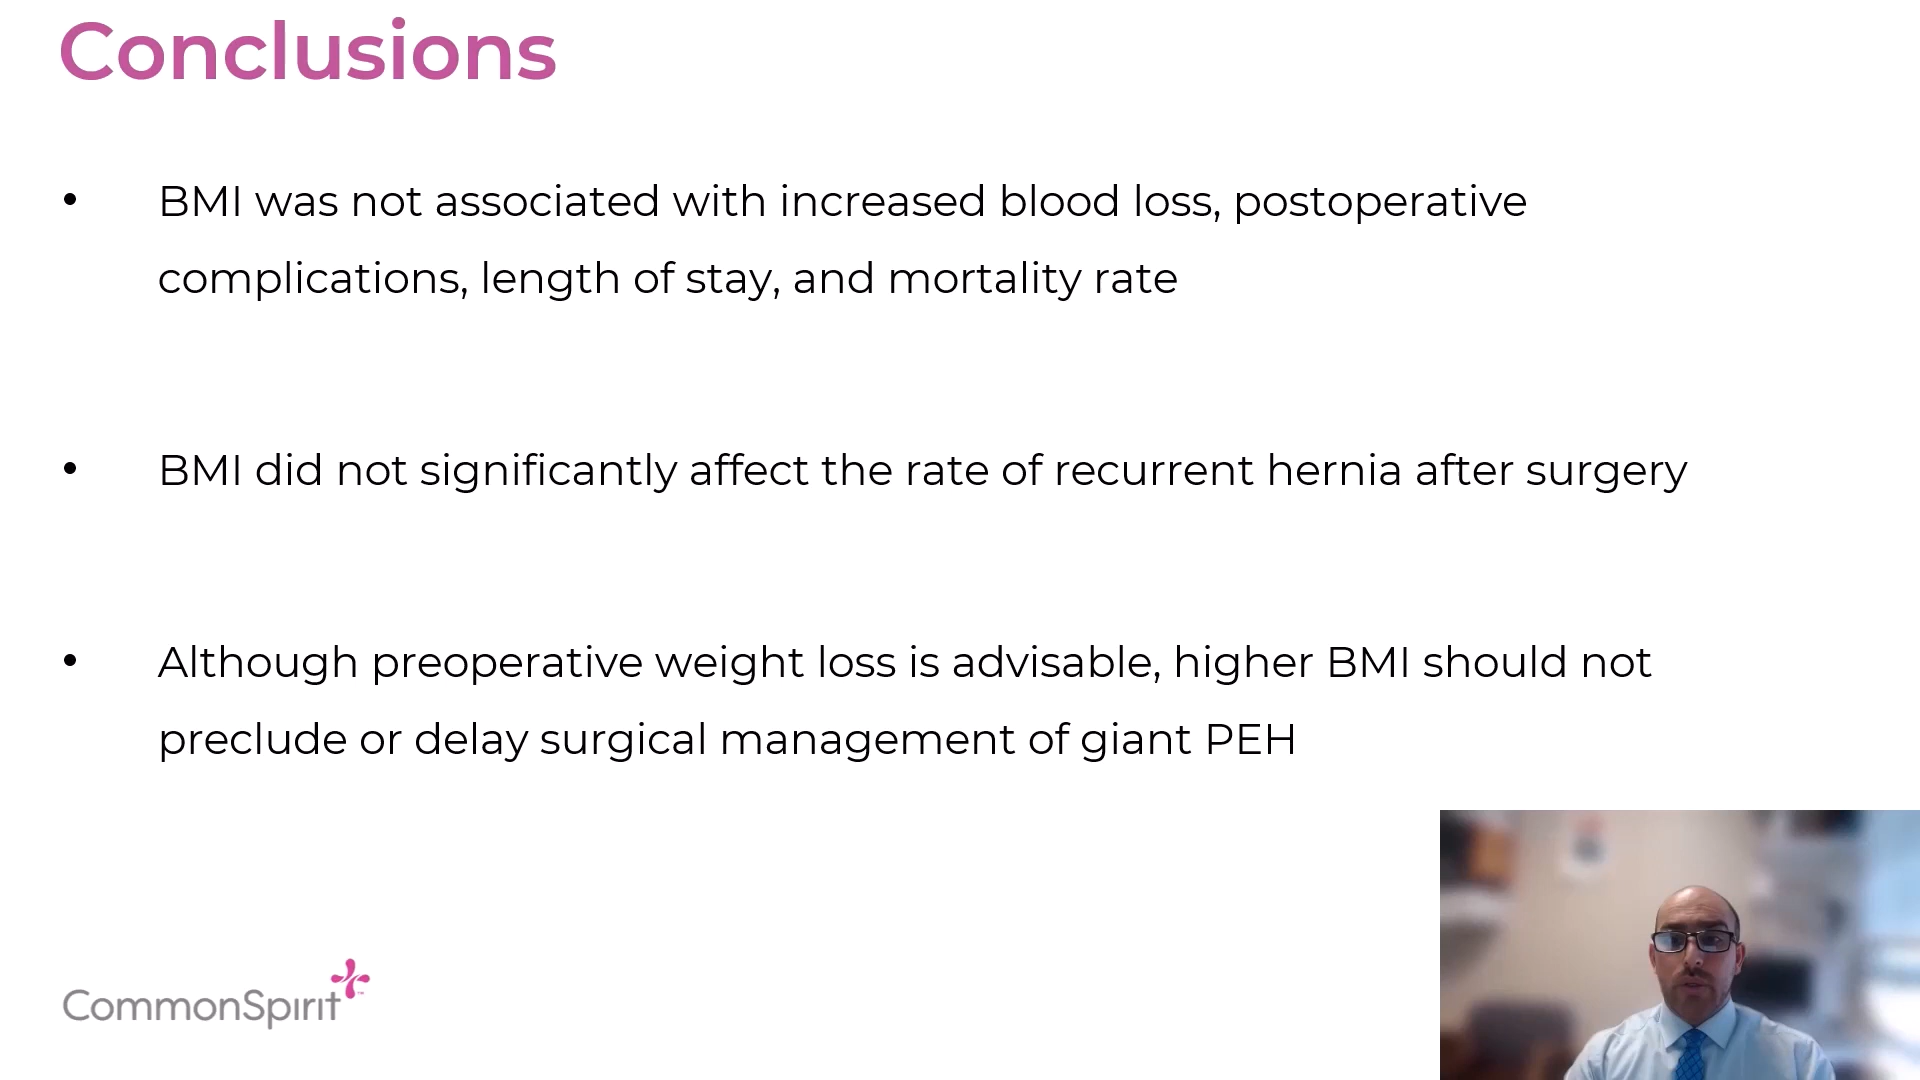 Conclusions
• BMI was not associated with increased blood loss, postoperative
complications, length of stay, and mortality rate
• BMI did not significantly affect the rate of recurrent hernia after surgery
• Although preoperative weight loss is advisable, higher BMI should not
preclude or delay surgical management of giant PEH
CommonSpirit